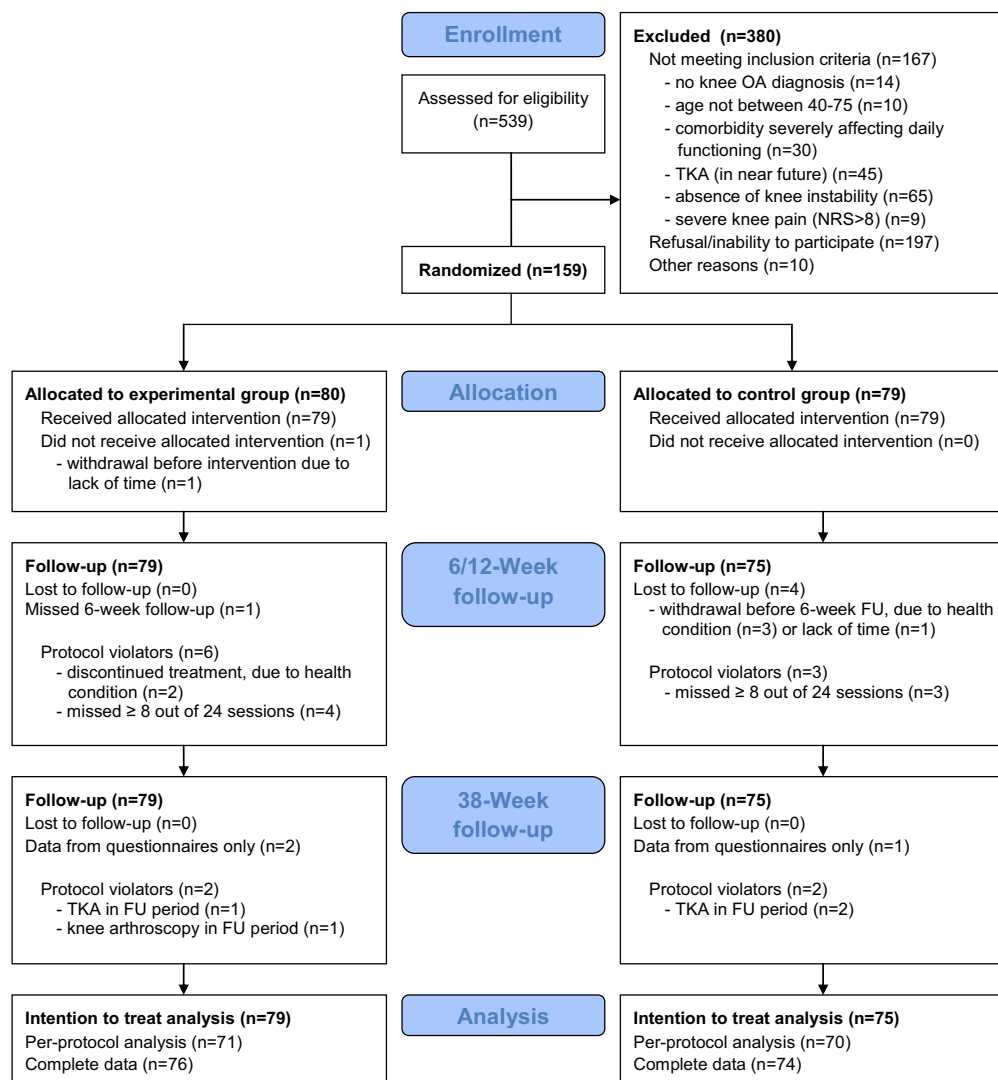 Enrollment
Assessed for eligibility
(n=539)
Excluded (n=380)
Not meeting inclusion criteria (n=167)
- no knee OA diagnosis (n=14)
- age not between 40-75 (n=10)
- comorbidity severely affecting daily
functioning (n=30)
- TKA (in near future) (n=45)
- absence of knee instability (n=65)
- severe knee pain (NRS>8) (n=9)
Refusal/inability to participate (n=197)
Other reasons (n=10)
Randomized (n=159)
Allocation
Allocated to experimental group (n=80)
Received allocated intervention (n=79)
Did not receive allocated intervention (n=1)
- withdrawal before intervention due to
lack of time (n=1)
Allocated to control group (n=79)
Received allocated intervention (n=79)
Did not receive allocated intervention (n=0)
6/12-Week
follow-up
Follow-up (n=79)
Lost to follow-up (n=0)
Missed 6-week follow-up (n=1)
Protocol violators (n=6)
- discontinued treatment, due to health
condition (n=2)
- missed ≥ 8 out of 24 sessions (n=4)
Follow-up (n=75)
Lost to follow-up (n=4)
- withdrawal before 6-week FU, due to health
condition (n=3) or lack of time (n=1)
Protocol violators (n=3)
- missed ≥ 8 out of 24 sessions (n=3)
38-Week
follow-up
Follow-up (n=79)
Lost to follow-up (n=0)
Data from questionnaires only (n=2)
Protocol violators (n=2)
- TKA in FU period (n=1)
- knee arthroscopy in FU period (n=1)
Follow-up (n=75)
Lost to follow-up (n=0)
Data from questionnaires only (n=1)
Protocol violators (n=2)
- TKA in FU period (n=2)
Analysis
Intention to treat analysis (n=79)
Per-protocol analysis (n=71)
Complete data (n=76)
Intention to treat analysis (n=75)
Per-protocol analysis (n=70)
Complete data (n=74)